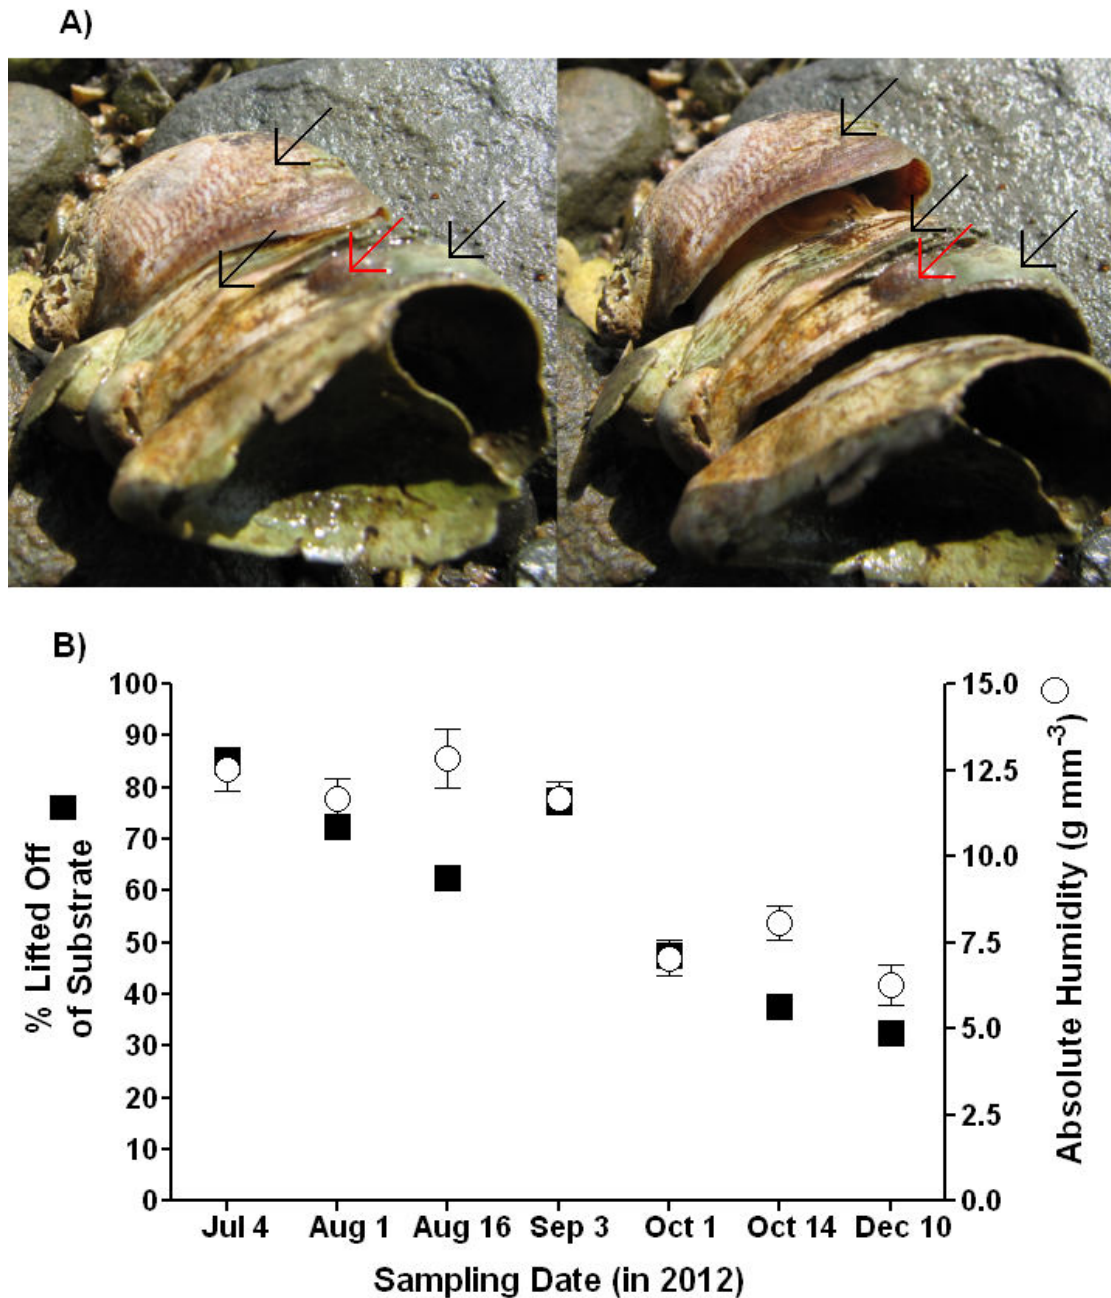 A)
B)
% Lifted Off
of Substrate
100
90
80
70
60
50
40
30
20
10
0
15.0
12.5
10.0
7.5
5.0
2.5
0.0
Absolute Humidity (g mm-3)
Jul 4 Aug 1 Aug 16 Sep 3 Oct 1 Oct 14 Dec 10
Sampling Date (in 2012)